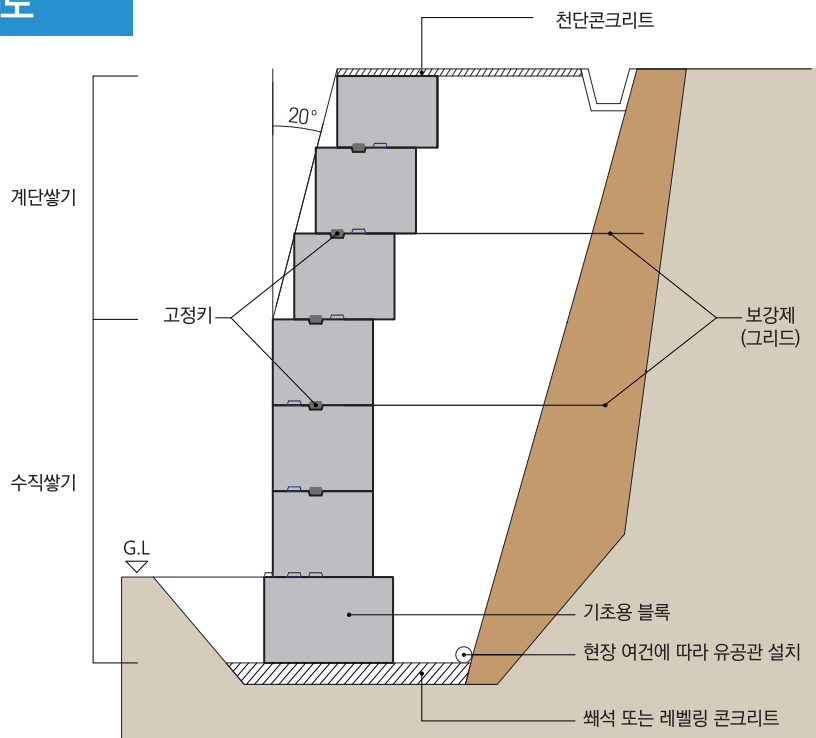 도
천단콘크리트
20°
계단쌓기
고정키
보강제
(그리드)
수직쌓기
G.L
기초용 블록
현장 여건에 따라 유공관 설치
쇄석 또는 레벨링 콘크리트